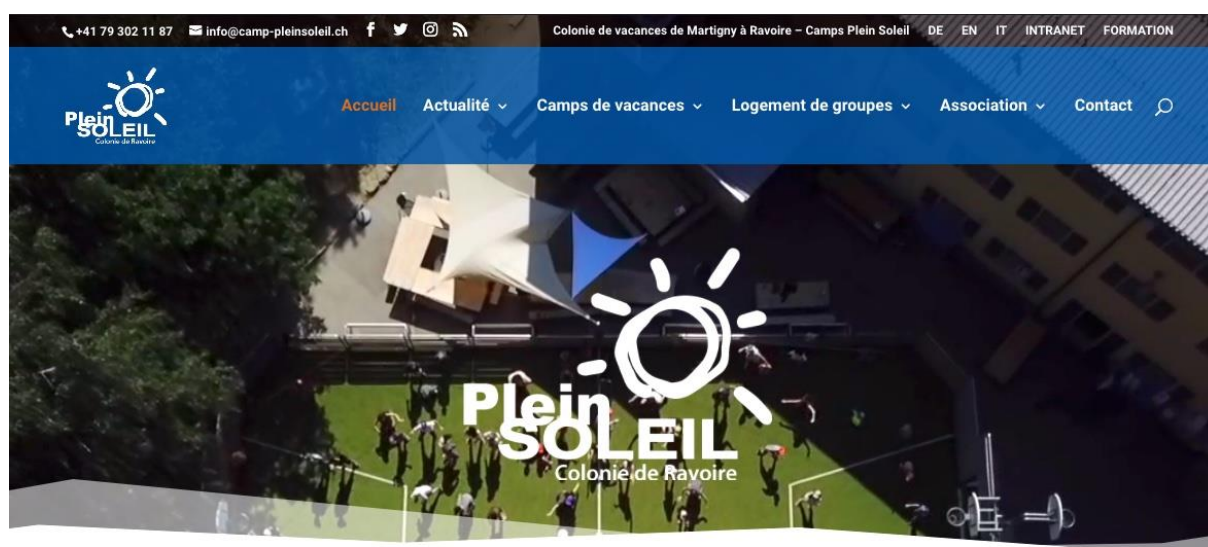 +41 79 302 11 87 info@camp-pleinsoleil.ch Colonie de vacances de Martigny à Ravoire – Camps Plein Soleil DE EN IT INTRANET FORMATION
Plein
SOLEIL
Colonie de Ravoire
Accueil Actualité Camps de vacances Logement de groupes Association Contact
Plein
SOLEIL
Colonie de Ravoire